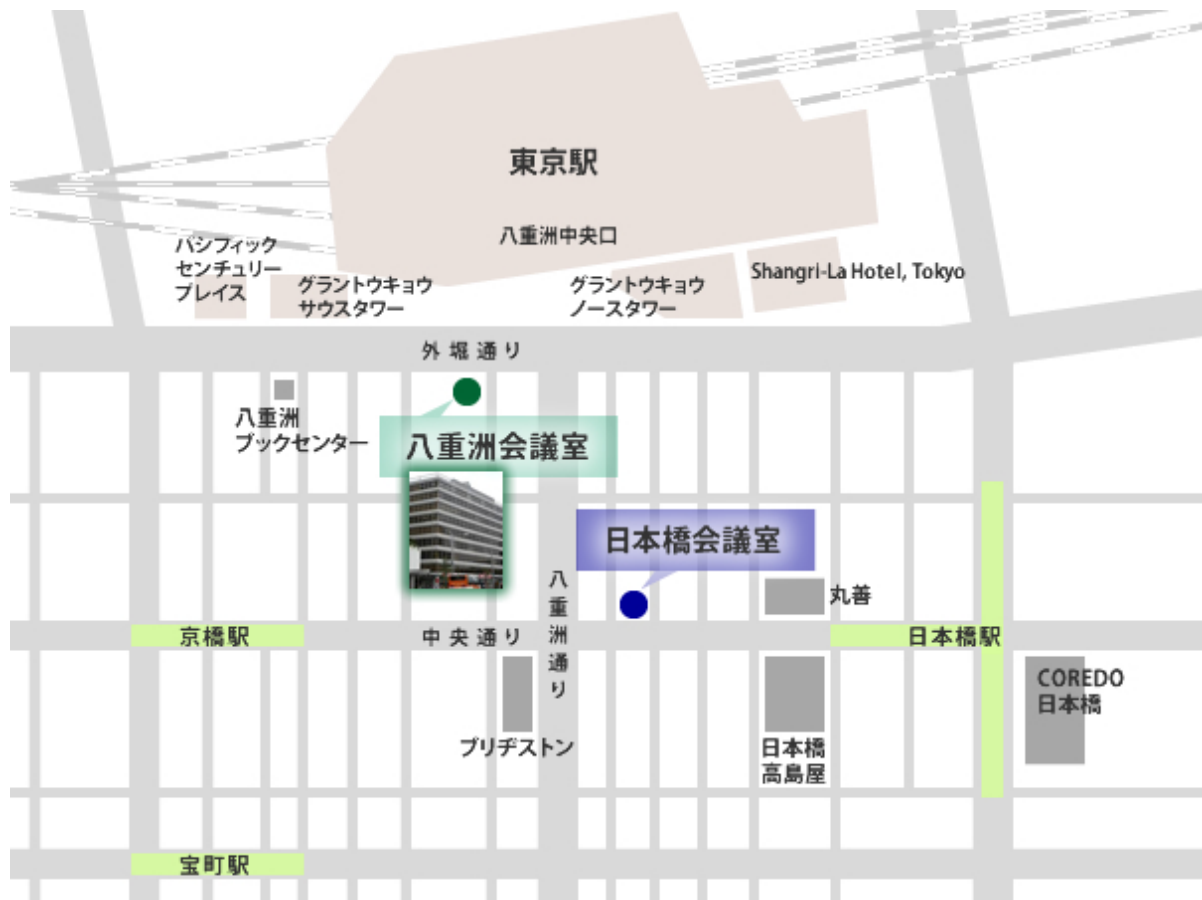 東京駅
八重洲中央口
パシフィック
センチュリー
プレイス
グラントウキョウ
サウスタワー
グラントウキョウ
ノースタワー
Shangri-La Hotel, Tokyo
外堀通り
八重洲
ブックセンター
八重洲会議室
日本橋会議室
八重洲通り
丸善
京橋駅
中央通り
日本橋駅
ブリヂストン
日本橋
高島屋
COREDO
日本橋
宝町駅